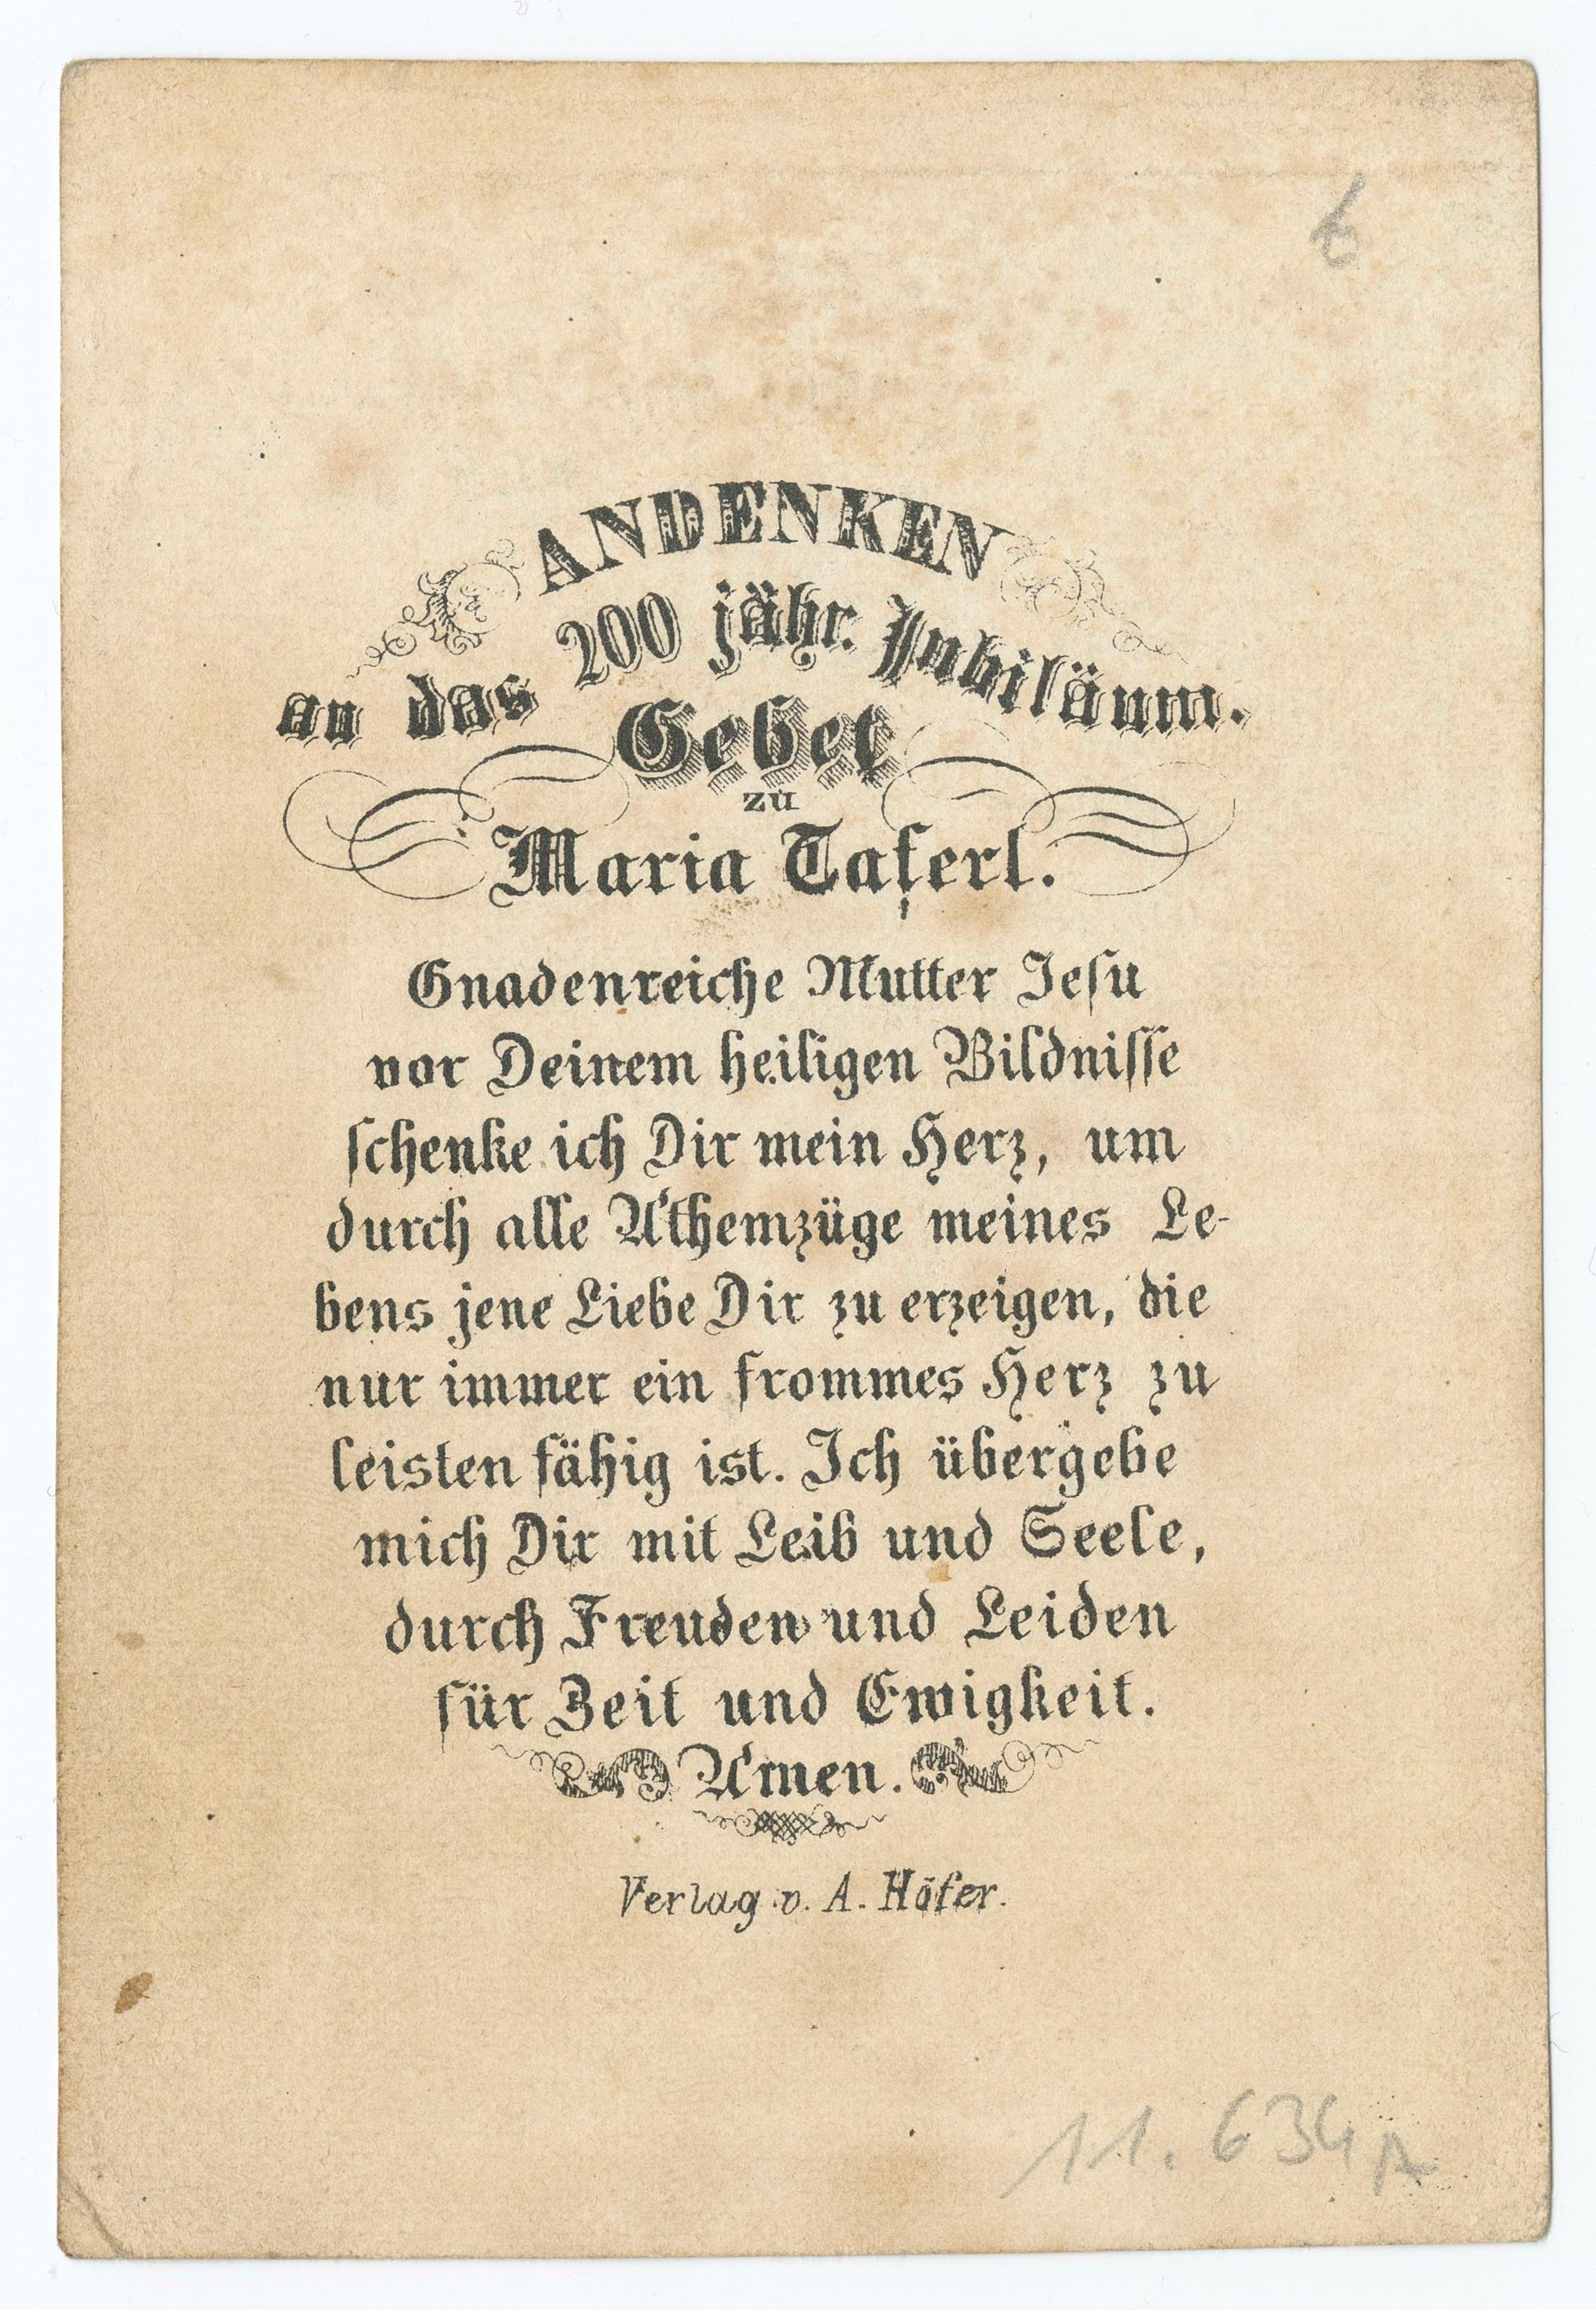 6
ANDENKEN
an das 200 jähr. Jubiläum.
Gebet
zu
Maria Taferl.
Gnadenreiche Mutter Jesu
vor Deinem heiligen Bildnisse
schenke ich Dir mein Herz, um
durch alle Athemzüge meines Le-
bens jene Liebe Dir zu erzeigen, die
nur immer ein frommes Herz zu
leisten fähig ist. Ich übergebe
mich Dir mit Leib und Seele,
durch Freuden und Leiden
für Zeit und Ewigkeit.
Amen.
Verlag v. A. Höfer.
11.634A